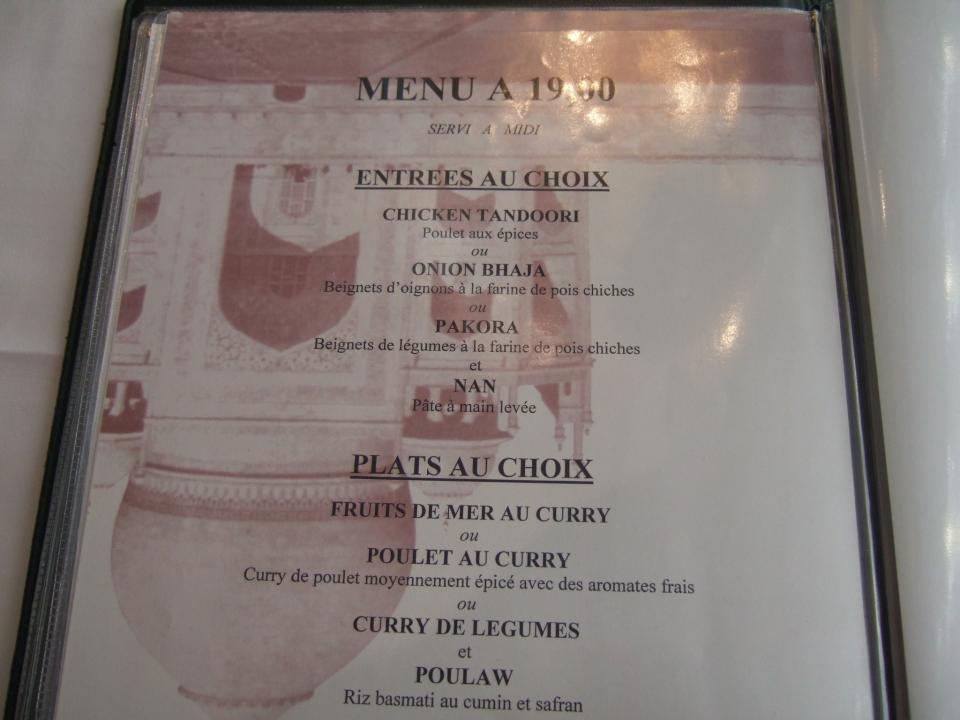 MENU A 19,00
SERVI A MIDI
ENTREES AU CHOIX
CHICKEN TANDOORI
Poulet aux épices
ou
ONION BHAJA
Beignets d'oignons à la farine de pois chiches
ou
PAKORA
Beignets de légumes à la farine de pois chiches
et
NAN
Pâte à main levée
PLATS AU CHOIX
FRUITS DE MER AU CURRY
ou
POULET AU CURRY
Curry de poulet moyennement épicé avec des aromates frais
ou
CURRY DE LEGUMES
et
POULAW
Riz basmati au cumin et safran